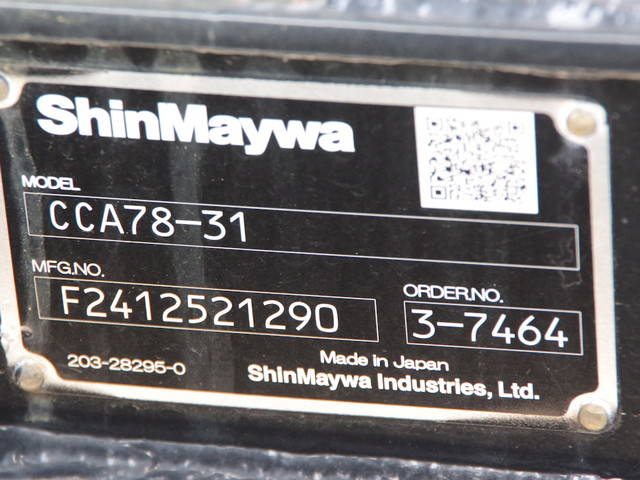 ShinMaywa
MODEL
CCA78-31
MFG.NO.
F2412521290
ORDER.NO.
3-7464
203-28295-0
Made in Japan
ShinMaywa Industries, Ltd.